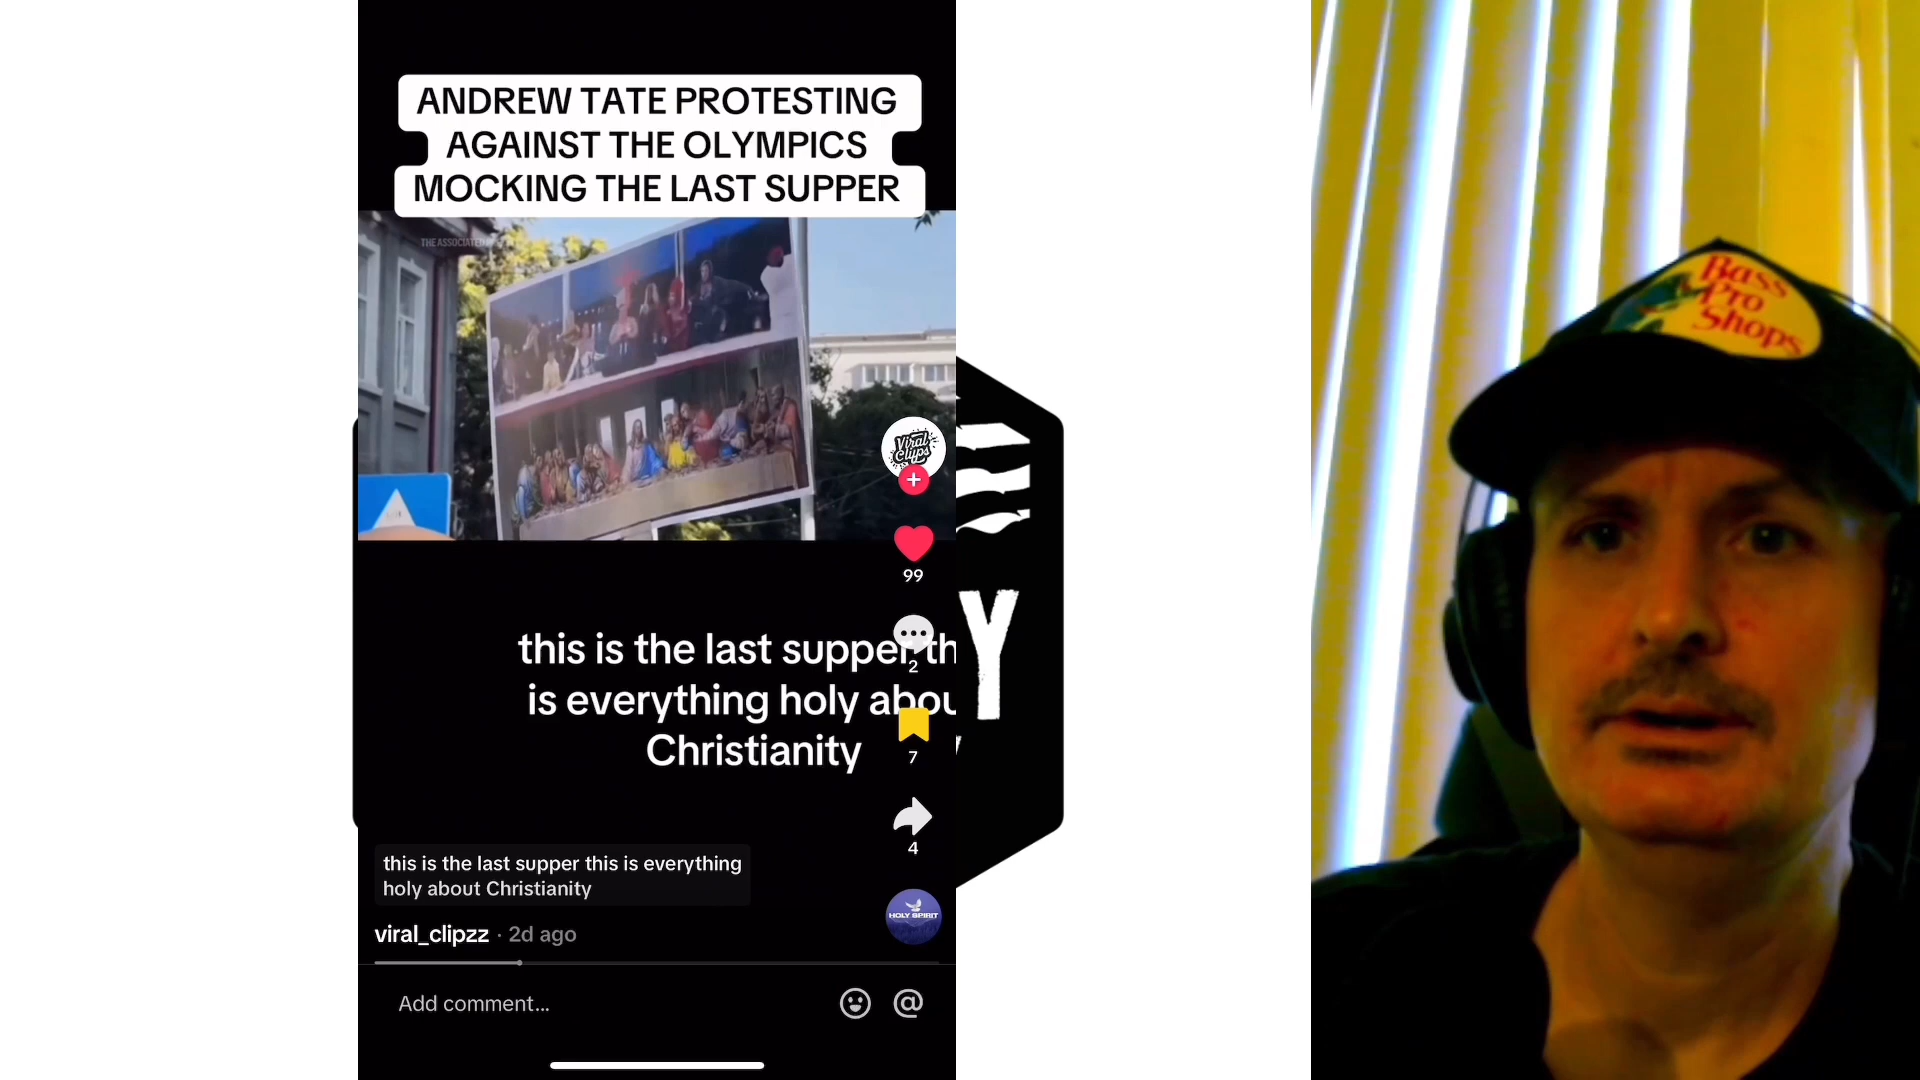 ANDREW TATE PROTESTING
AGAINST THE OLYMPICS
MOCKING THE LAST SUPPER
THE ASSOCIATED
Viral
Clips
99
this is the last supper th
is everything holy abou
Christianity
2
7
4
Y
this is the last supper this is everything
holy about Christianity
HOLY SPIRIT
viral_clipzz · 2d ago
Add comment...
Bass
Pro
Shops